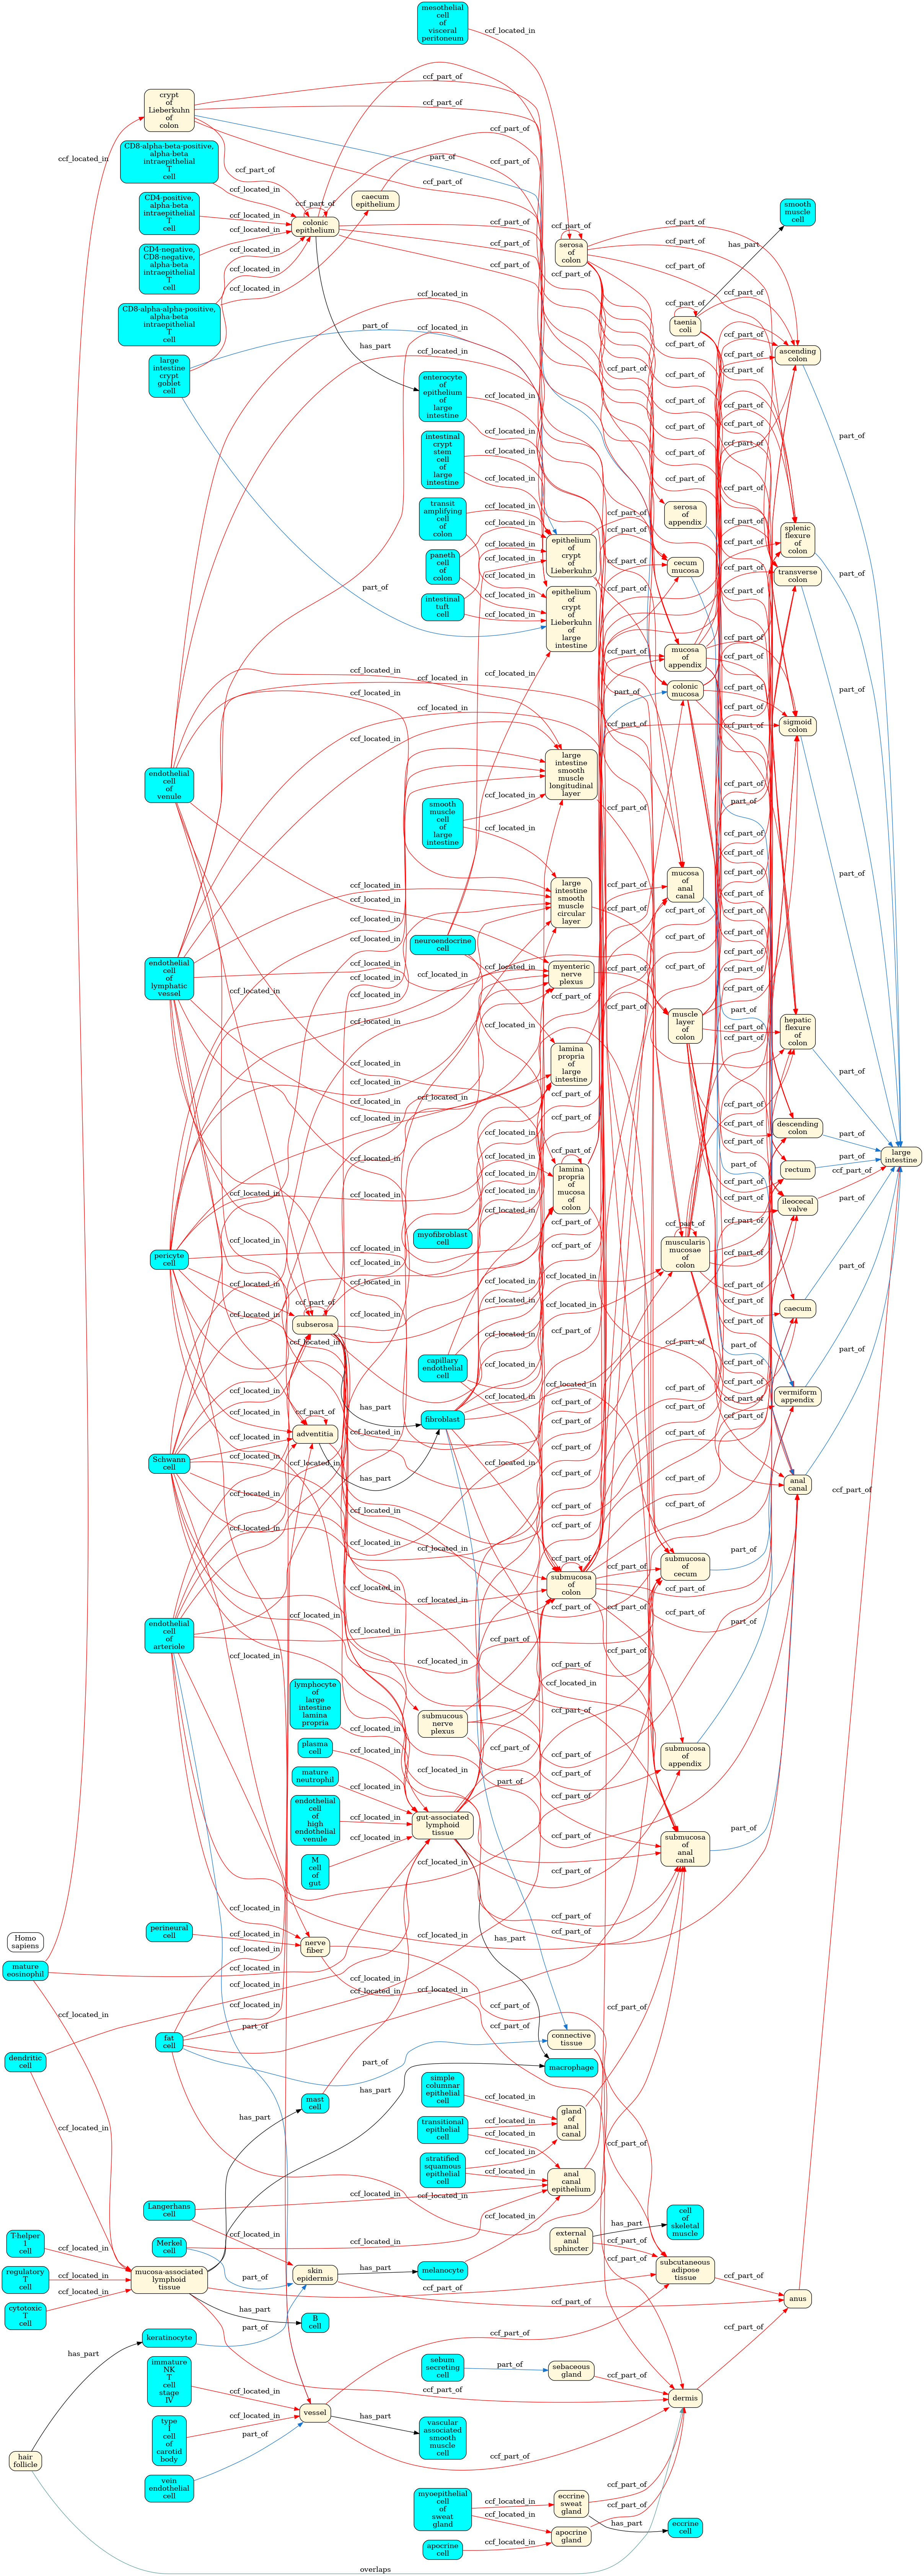 mesothelial
cell
of
visceral
peritoneum
crypt
of
Lieberkuhn
of
colon
CD8-alpha-beta-positive,
alpha-beta
intraepithelial
T
cell
CD4-positive,
alpha-beta
intraepithelial
T
cell
CD4-negative,
CD8-negative,
alpha-beta
intraepithelial
T
cell
CD8-alpha-alpha-positive,
alpha-beta
intraepithelial
T
cell
large
intestine
crypt
goblet
cell
colonic
epithelium
caecum
epithelium
serosa
of
colon
smooth
muscle
cell
taenia
coli
ascending
colon
enterocyte
of
epithelium
of
large
intestine
intestinal
crypt
stem
cell
of
large
intestine
transit
amplifying
cell
of
colon
paneth
cell
of
colon
intestinal
tuft
cell
epithelium
of
crypt
of
Lieberkuhn
epithelium
of
crypt
of
Lieberkuhn
of
large
intestine
serosa
of
appendix
cecum
mucosa
mucosa
of
appendix
colonic
mucosa
splenic
flexure
of
colon
transverse
colon
sigmoid
colon
endothelial
cell
of
venule
large
intestine
smooth
muscle
longitudinal
layer
smooth
muscle
cell
of
large
intestine
large
intestine
smooth
muscle
circular
layer
mucosa
of
anal
canal
neuroendocrine
cell
endothelial
cell
of
lymphatic
vessel
myenteric
nerve
plexus
muscle
layer
of
colon
hepatic
flexure
of
colon
lamina
propria
of
large
intestine
descending
colon
large
intestine
rectum
lamina
propria
of
mucosa
of
colon
ileocecal
valve
myofibroblast
cell
muscularis
mucosae
of
colon
pericyte
cell
caecum
subserosa
capillary
endothelial
cell
vermiform
appendix
fibroblast
adventitia
Schwann
cell
anal
canal
submucosa
of
colon
submucosa
of
cecum
endothelial
cell
of
arteriole
lymphocyte
of
large
intestine
lamina
propria
submucous
nerve
plexus
plasma
cell
mature
neutrophil
submucosa
of
appendix
endothelial
cell
of
high
endothelial
venule
gut-associated
lymphoid
tissue
M
cell
of
gut
submucosa
of
anal
canal
perineural
cell
nerve
fiber
Homo
sapiens
mature
eosinophil
dendritic
cell
fat
cell
connective
tissue
macrophage
mast
cell
simple
columnar
epithelial
cell
transitional
epithelial
cell
stratified
squamous
epithelial
cell
gland
of
anal
canal
anal
canal
epithelium
Langerhans
cell
Merkel
cell
cell
of
skeletal
muscle
external
anal
sphincter
T-helper
1
cell
regulatory
T
cell
cytotoxic
T
cell
mucosa-associated
lymphoid
tissue
skin
epidermis
melanocyte
subcutaneous
adipose
tissue
anus
B
cell
keratinocyte
immature
NK
T
cell
stage
IV
type
I
cell
of
carotid
body
vein
endothelial
cell
vessel
sebum
secreting
cell
sebaceous
gland
dermis
vascular
associated
smooth
muscle
cell
hair
follicle
myoepithelial
cell
of
sweat
gland
eccrine
sweat
gland
eccrine
cell
apocrine
cell
apocrine
gland
ccf_located_in
ccf_part_of
part_of
has_part
overlaps